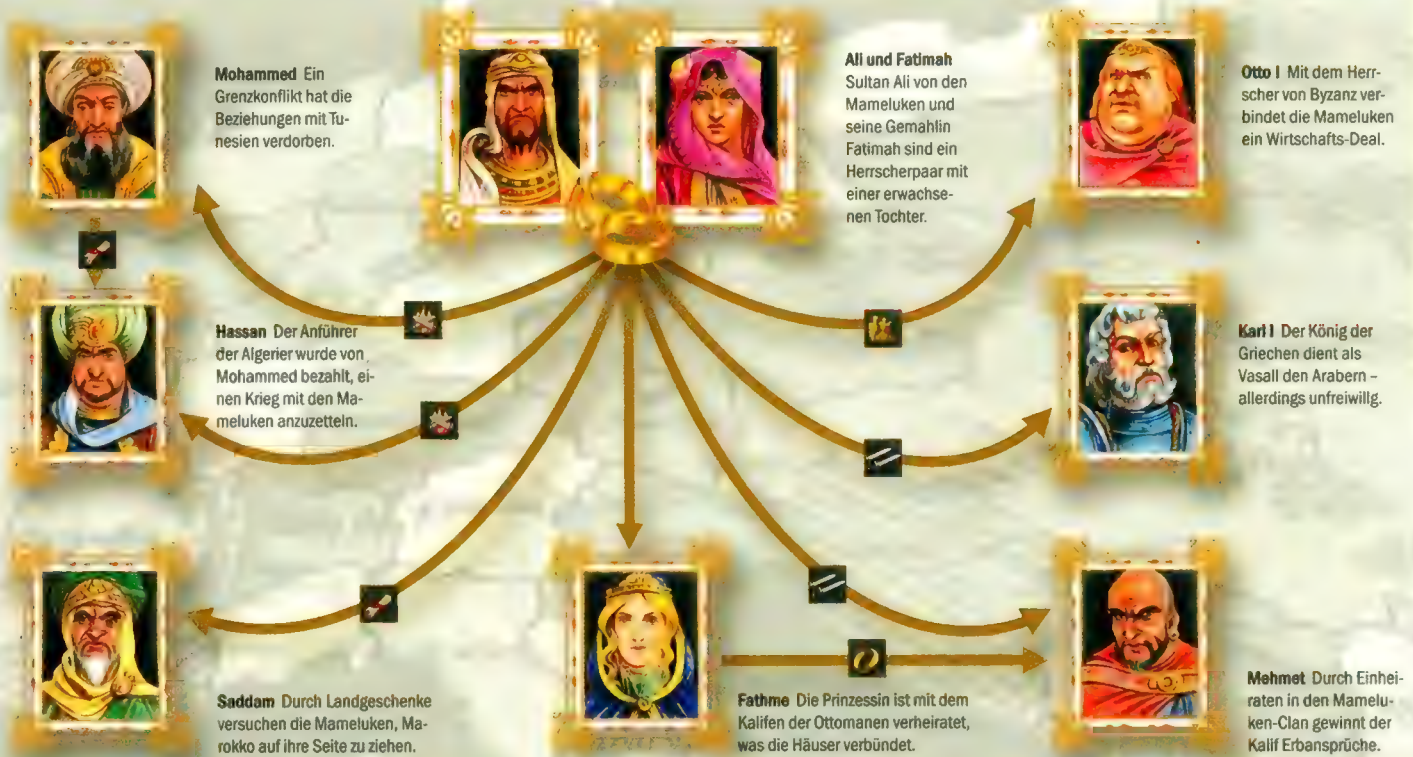 Mohammed Ein
Grenzkonflikt hat die
Beziehungen mit Tu-
nesien verdorben.
Ali und Fatimah
Sultan Ali von den
Mameluken und
seine Gemahlin
Fatimah sind ein
Herrscherpaar mit
einer erwachse-
nen Tochter.
Otto I Mit dem Herr-
scher von Byzanz ver-
bindet die Mameluken
ein Wirtschafts-Deal.
Hassan Der Anführer
der Algerier wurde von
Mohammed bezahlt, ei-
nen Krieg mit den Ma-
meluken anzuzetteln.
Karl I Der König der
Griechen dient als
Vasall den Arabern –
allerdings unfreiwillig.
Saddam Durch Landgeschenke
versuchen die Mameluken, Ma-
rokko auf ihre Seite zu ziehen.
Fathme Die Prinzessin ist mit dem
Kalifen der Ottomanen verheiratet,
was die Häuser verbündet.
Mehmet Durch Einhei-
raten in den Mamelu-
ken-Clan gewinnt der
Kalif Erbansprüche.